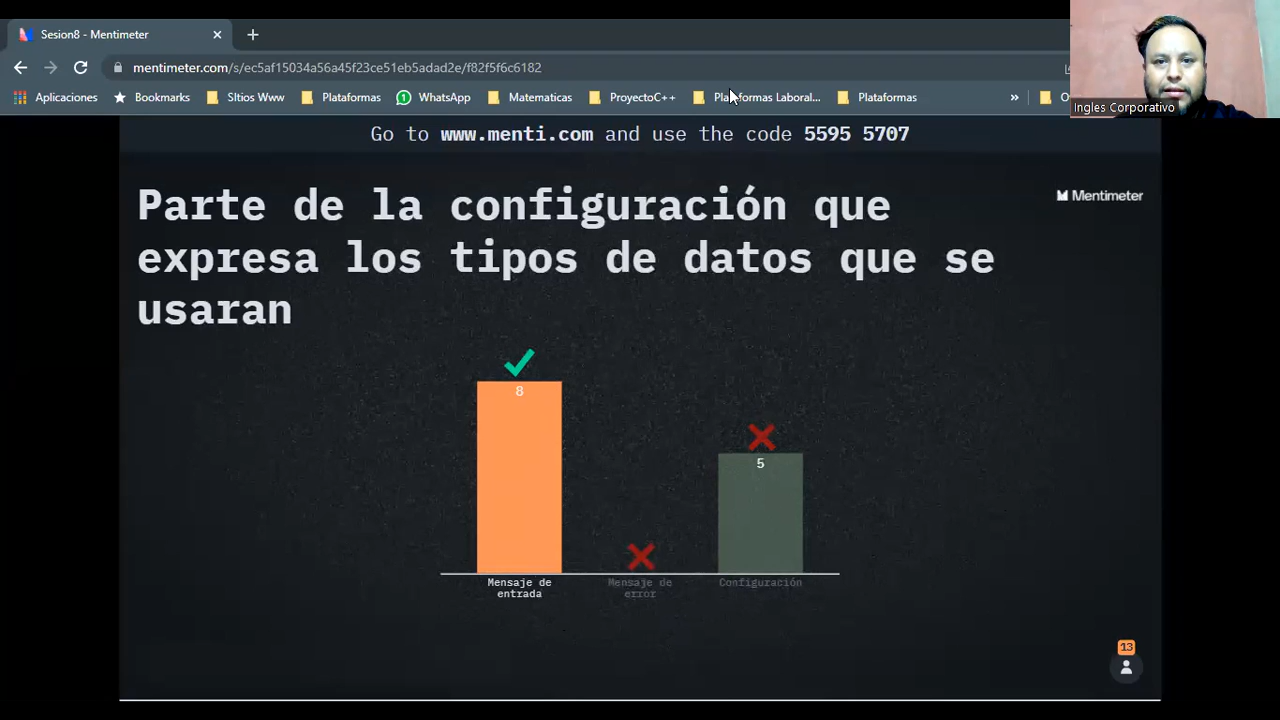 Sesion8 - Mentimeter
mentimeter.com/s/ec5af15034a56a45f23ce51eb5adad2e/f82f5f6c6182
Aplicaciones Bookmarks SItios Www Plataformas WhatsApp Matematicas ProyectoC++ Plataformas Laboral... Plataformas » O
Ingles Corporativo
Go to www.menti.com and use the code 5595 5707
Mentimeter
Parte de la configuración que
expresa los tipos de datos que se
usaran
8
5
Mensaje de
entrada
Mensaje de
error
Configuración
13